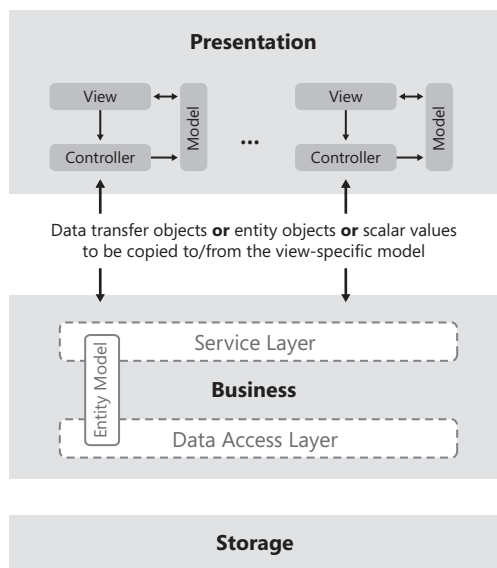 Presentation
View
Model
Controller
...
View
Model
Controller
Data transfer objects or entity objects or scalar values
to be copied to/from the view-specific model
Service Layer
Entity Model
Business
Data Access Layer
Storage